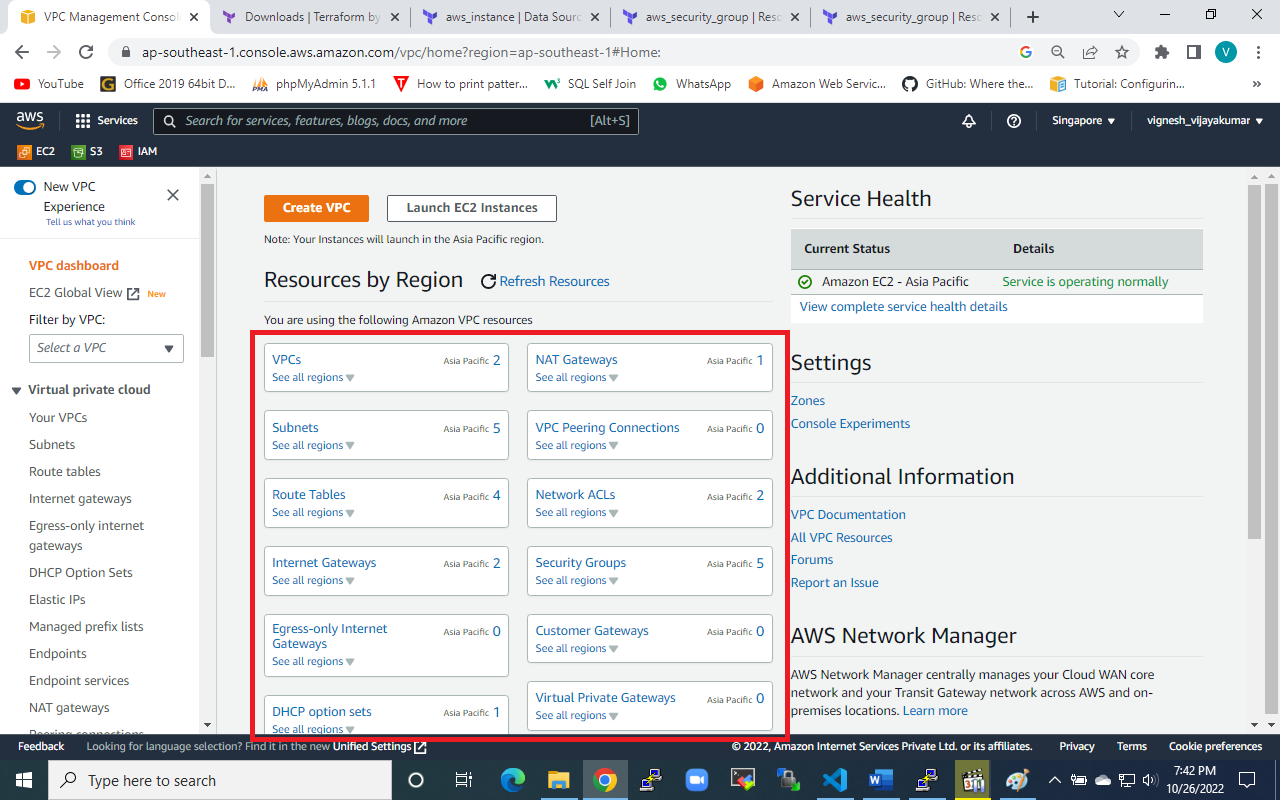 VPC Management Consol
Downloads | Terraform by
aws_instance | Data Sourc
aws_security_group | Reso
aws_security_group | Reso
ap-southeast-1.console.aws.amazon.com/vpc/home?region=ap-southeast-1#Home:
V
YouTube
Office 2019 64bit D...
phpMyAdmin 5.1.1
How to print patter...
SQL Self Join
WhatsApp
Amazon Web Servic...
GitHub: Where the...
Tutorial: Configurin...
»
aws
Services
Search for services, features, blogs, docs, and more
[Alt+S]
Singapore
vignesh_vijayakumar
EC2
S3
IAM
New VPC
Experience
Tell us what you think
VPC dashboard
EC2 Global View New
Filter by VPC:
Select a VPC
Virtual private cloud
Your VPCs
Subnets
Route tables
Internet gateways
Egress-only internet
gateways
DHCP Option Sets
Elastic IPs
Managed prefix lists
Endpoints
Endpoint services
NAT gateways
Peering connections
Create VPC
Launch EC2 Instances
Note: Your Instances will launch in the Asia Pacific region.
Resources by Region
Refresh Resources
You are using the following Amazon VPC resources
VPCs Asia Pacific 2
See all regions
NAT Gateways Asia Pacific 1
See all regions
Subnets Asia Pacific 5
See all regions
VPC Peering Connections Asia Pacific 0
See all regions
Route Tables Asia Pacific 4
See all regions
Network ACLs Asia Pacific 2
See all regions
Internet Gateways Asia Pacific 2
See all regions
Security Groups Asia Pacific 5
See all regions
Egress-only Internet Asia Pacific 0
Gateways
See all regions
Customer Gateways Asia Pacific 0
See all regions
DHCP option sets Asia Pacific 1
See all regions
Virtual Private Gateways Asia Pacific 0
See all regions
Service Health
Current Status Details
Amazon EC2 - Asia Pacific Service is operating normally
View complete service health details
Settings
Zones
Console Experiments
Additional Information
VPC Documentation
All VPC Resources
Forums
Report an Issue
AWS Network Manager
AWS Network Manager centrally manages your Cloud WAN core
network and your Transit Gateway network across AWS and on-
premises locations. Learn more
Feedback
Looking for language selection? Find it in the new Unified Settings
© 2022, Amazon Internet Services Private Ltd. or its affiliates.
Privacy
Terms
Cookie preferences
Type here to search
7:42 PM
10/26/2022